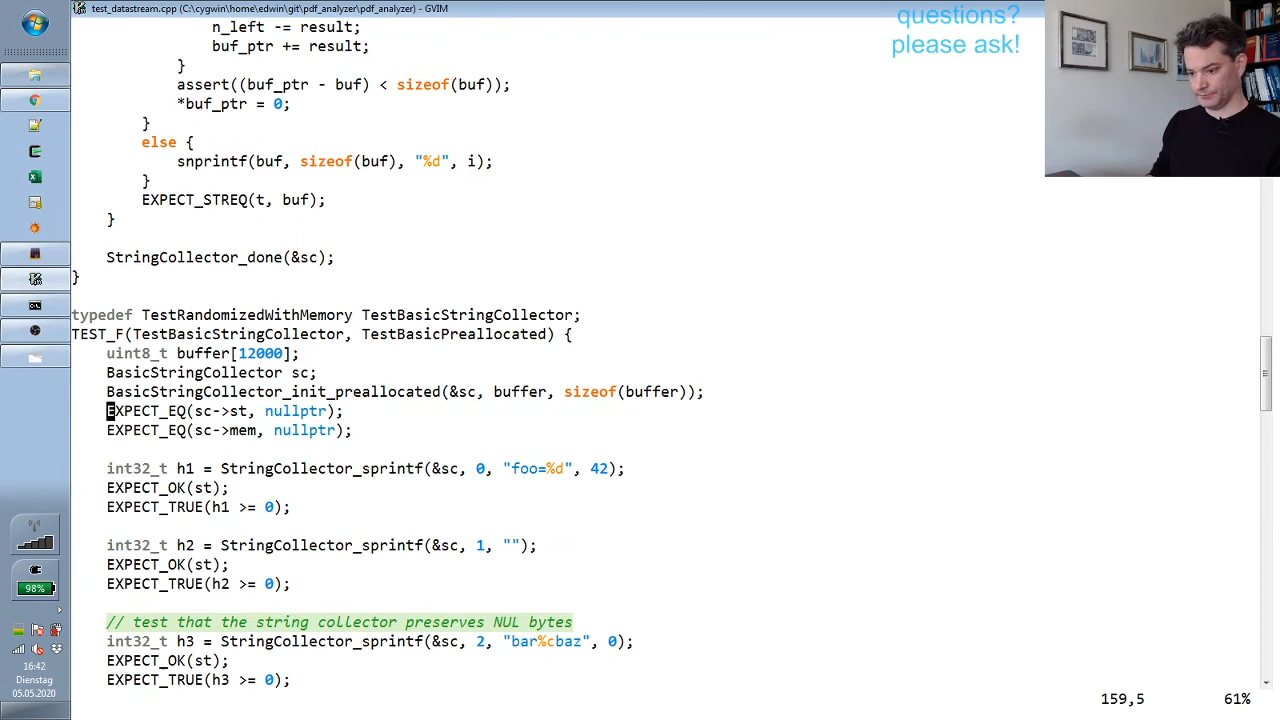 test_datastream.cpp (C:\cygwin\home\edwin\git\pdf_analyzer\pdf_analyzer) - GVIM
questions?
please ask!
n_left -= result;
buf_ptr += result;
}
assert((buf_ptr - buf) < sizeof(buf));
*buf_ptr = 0;
}
else {
snprintf(buf, sizeof(buf), "%d", i);
}
EXPECT_STREQ(t, buf);
}
StringCollector_done(&sc);
}
typedef TestRandomizedWithMemory TestBasicStringCollector;
TEST_F(TestBasicStringCollector, TestBasicPreallocated) {
uint8_t buffer[12000];
BasicStringCollector sc;
BasicStringCollector_init_preallocated(&sc, buffer, sizeof(buffer));
EXPECT_EQ(sc->st, nullptr);
EXPECT_EQ(sc->mem, nullptr);
int32_t h1 = StringCollector_sprintf(&sc, 0, "foo=%d", 42);
EXPECT_OK(st);
EXPECT_TRUE(h1 >= 0);
int32_t h2 = StringCollector_sprintf(&sc, 1, "");
EXPECT_OK(st);
EXPECT_TRUE(h2 >= 0);
// test that the string collector preserves NUL bytes
int32_t h3 = StringCollector_sprintf(&sc, 2, "bar%cbaz", 0);
EXPECT_OK(st);
EXPECT_TRUE(h3 >= 0);
159,5 61%
98%
16:42
Dienstag
05.05.2020